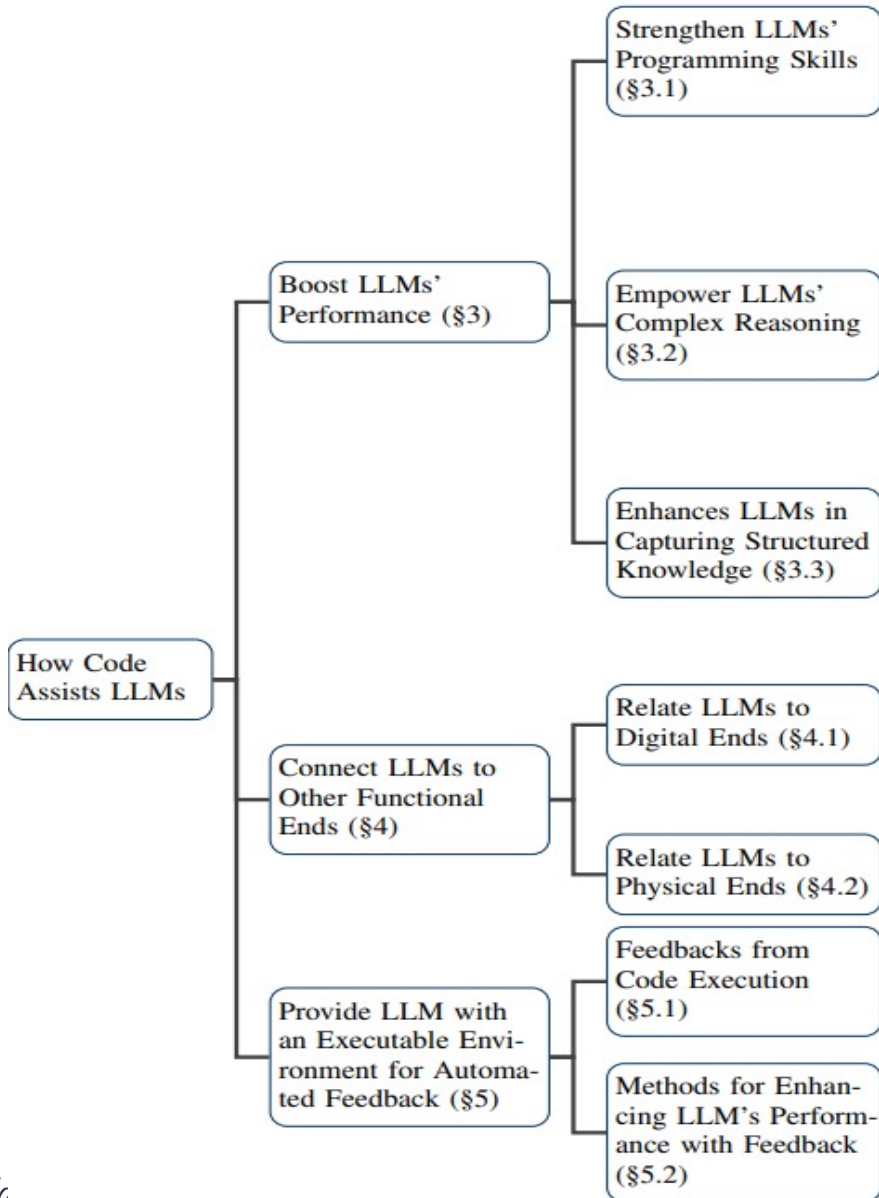 Strengthen LLMs'
Programming Skills
(§3.1)
Boost LLMs'
Performance (§3)
Empower LLMs'
Complex Reasoning
(§3.2)
Enhances LLMs in
Capturing Structured
Knowledge (§3.3)
How Code
Assists LLMs
Relate LLMs to
Digital Ends (§4.1)
Connect LLMs to
Other Functional
Ends (§4)
Relate LLMs to
Physical Ends (§4.2)
Feedbacks from
Code Execution
(§5.1)
Provide LLM with
an Executable Envi-
ronment for Automa-
ted Feedback (§5)
Methods for Enhan-
cing LLM's Perform-
ance with Feedback
(§5.2)